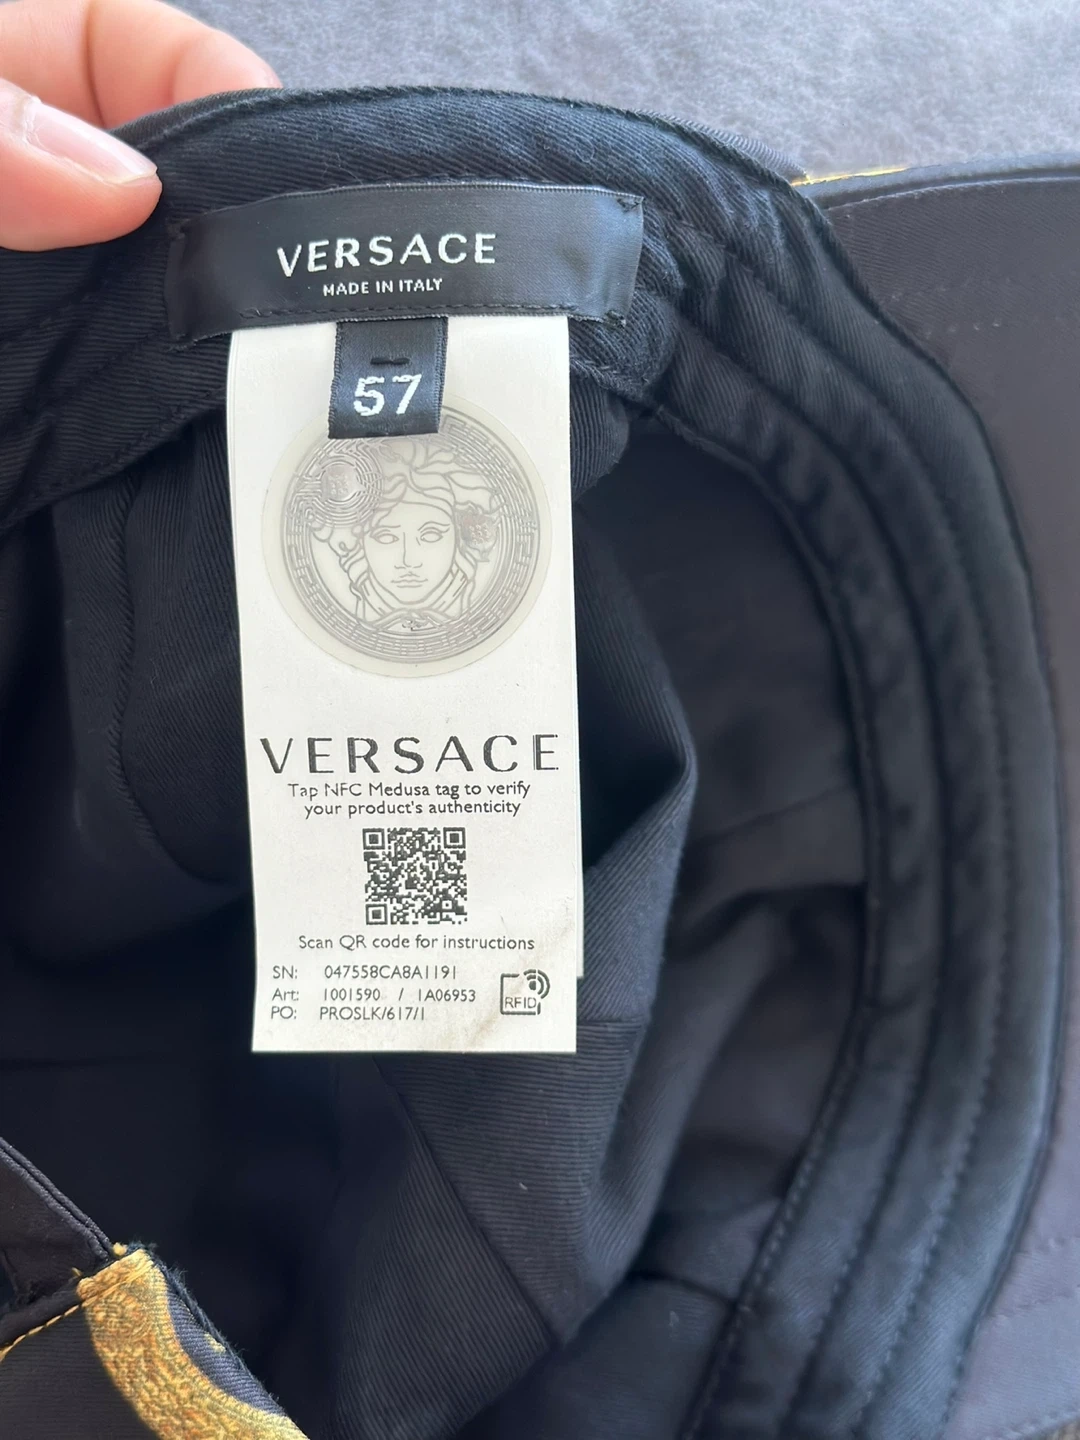 VERSACE
MADE IN ITALY
57
VERSACE
Tap NFC Medusa tag to verify
your product's authenticity
Scan QR code for instructions
SN: 047558CA8A1191
Art: 1001590 / 1A06953
PO: PROSLK/617/1
RFID